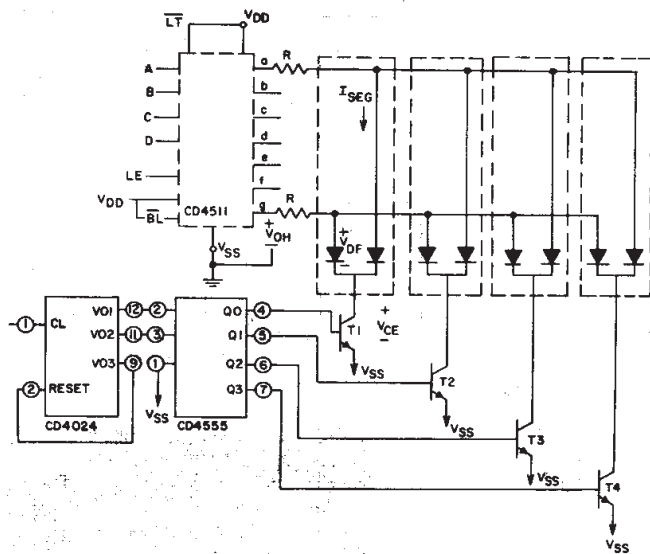 LT VDD
A
B
C
D
LE
VDD
BL
CD4511
VSS
a R
b
c
d
e
f
g R
+
VOH
-
ISEG
+
VDF
-
1 CL
2 RESET
VO1 12
VO2 11
VO3 9
CD4024
2
3
1
VSS
CD4555
Q0 4
Q1 5
Q2 6
Q3 7
T1
+
VCE
-
VSS
T2
VSS
T3
VSS
T4
VSS